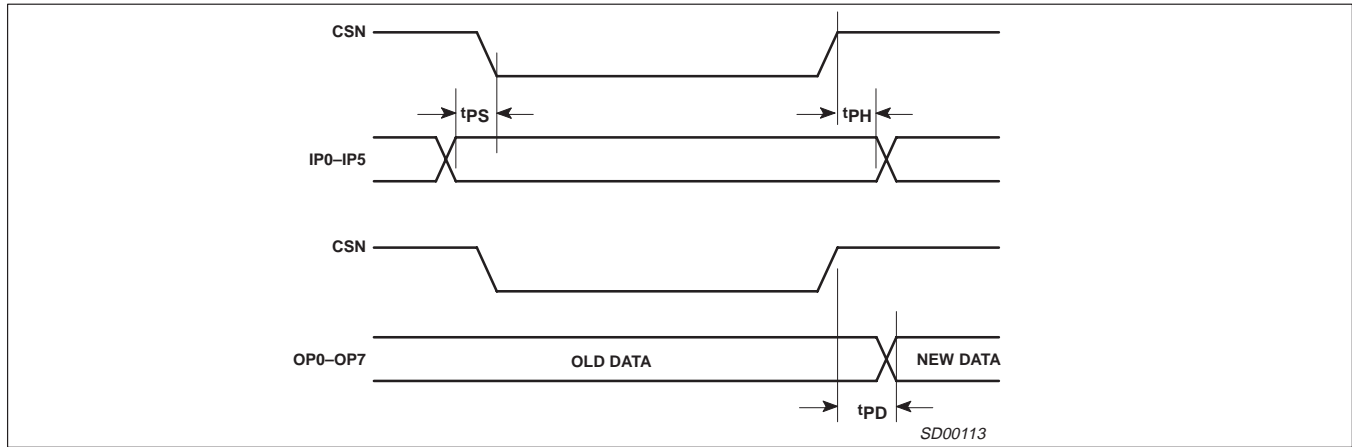 CSN
tPS
tPH
IP0–IP5
CSN
OP0–OP7
OLD DATA
NEW DATA
tPD
SD00113